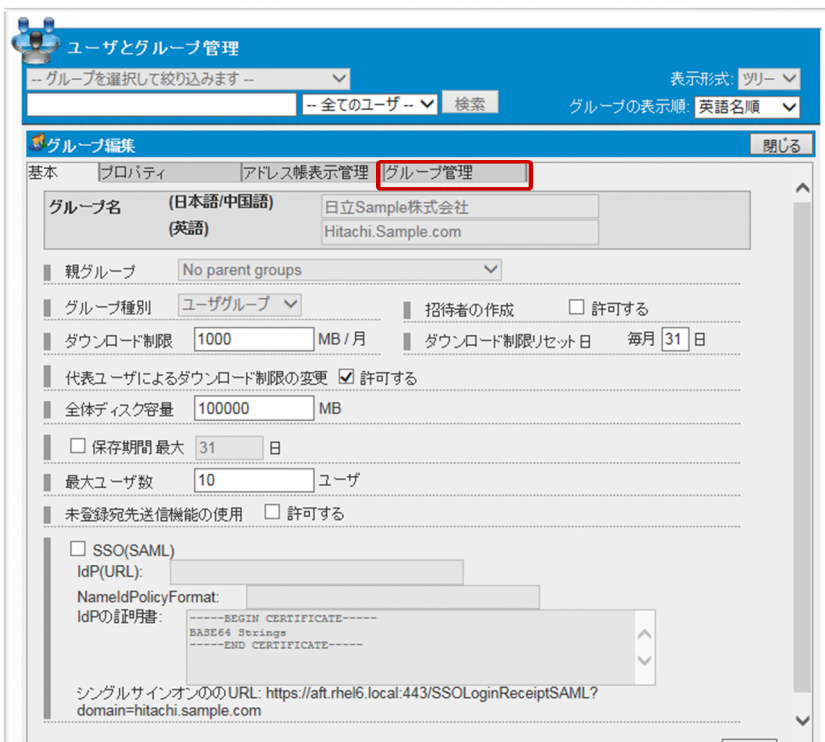 ユーザとグループ管理
-- グループを選択して絞り込みます --
表示形式: ツリー
-- 全てのユーザ -- 検索
グループの表示順: 英語名順
グループ編集 閉じる
基本 プロパティ アドレス帳表示管理 グループ管理
グループ名 (日本語/中国語) 日立Sample株式会社
(英語) Hitachi.Sample.com
親グループ No parent groups
グループ種別 ユーザグループ 招待者の作成 許可する
ダウンロード制限 1000 MB / 月 ダウンロード制限リセット日 毎月 31 日
代表ユーザによるダウンロード制限の変更 許可する
全体ディスク容量 100000 MB
保存期間 最大 31 日
最大ユーザ数 10 ユーザ
未登録宛先送信機能の使用 許可する
SSO(SAML)
IdP(URL):
NameIdPolicyFormat:
IdPの証明書: -----BEGIN CERTIFICATE-----
BASE64 Strings
-----END CERTIFICATE-----
シングルサインオンののURL: https://aft.rhel6.local:443/SSOLoginReceiptSAML?
domain=hitachi.sample.com